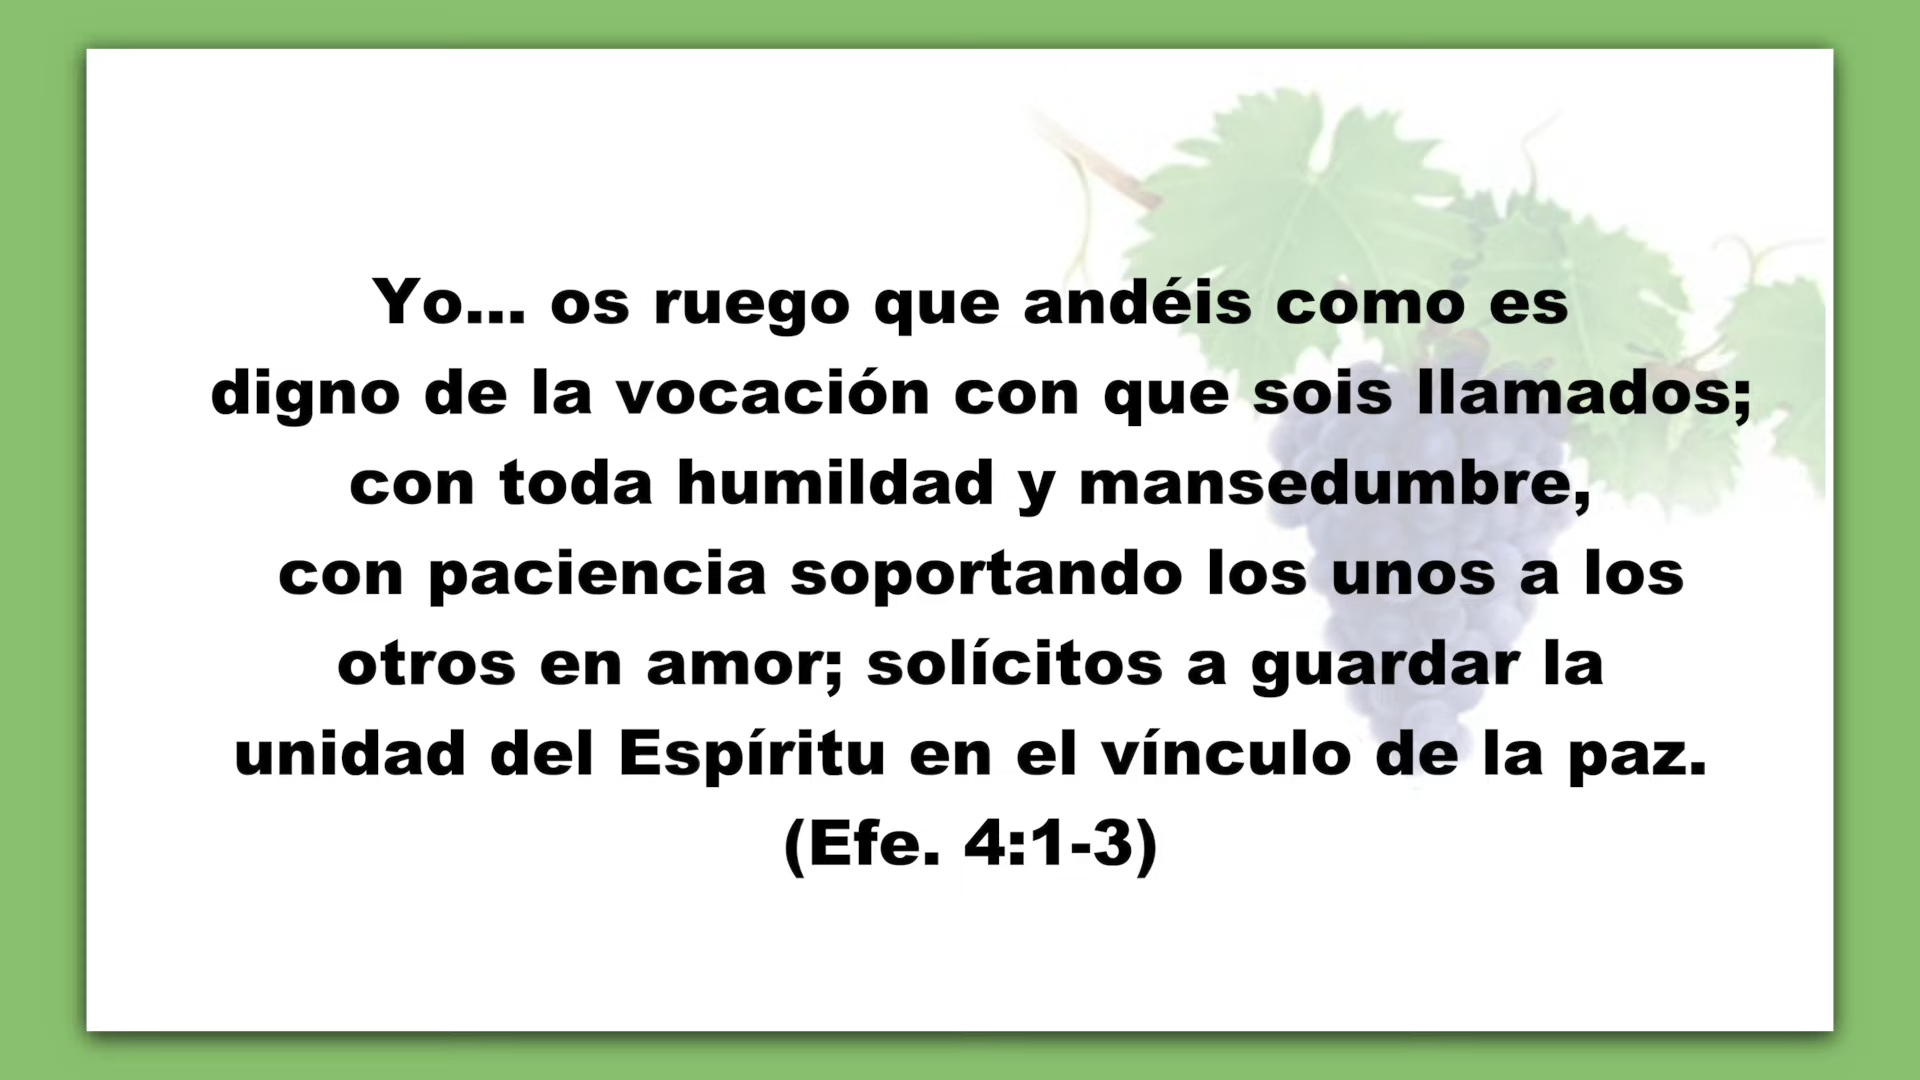 Yo... os ruego que andéis como es
digno de la vocación con que sois llamados;
con toda humildad y mansedumbre,
con paciencia soportando los unos a los
otros en amor; solícitos a guardar la
unidad del Espíritu en el vínculo de la paz.
(Efe. 4:1-3)